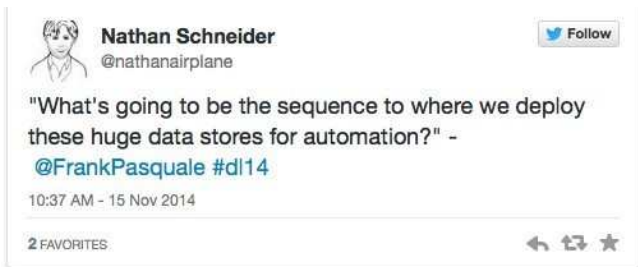 Nathan Schneider
Follow
@nathanairplane
"What's going to be the sequence to where we deploy
these huge data stores for automation?" -
@FrankPasquale #dl14
10:37 AM - 15 Nov 2014
2 FAVORITES